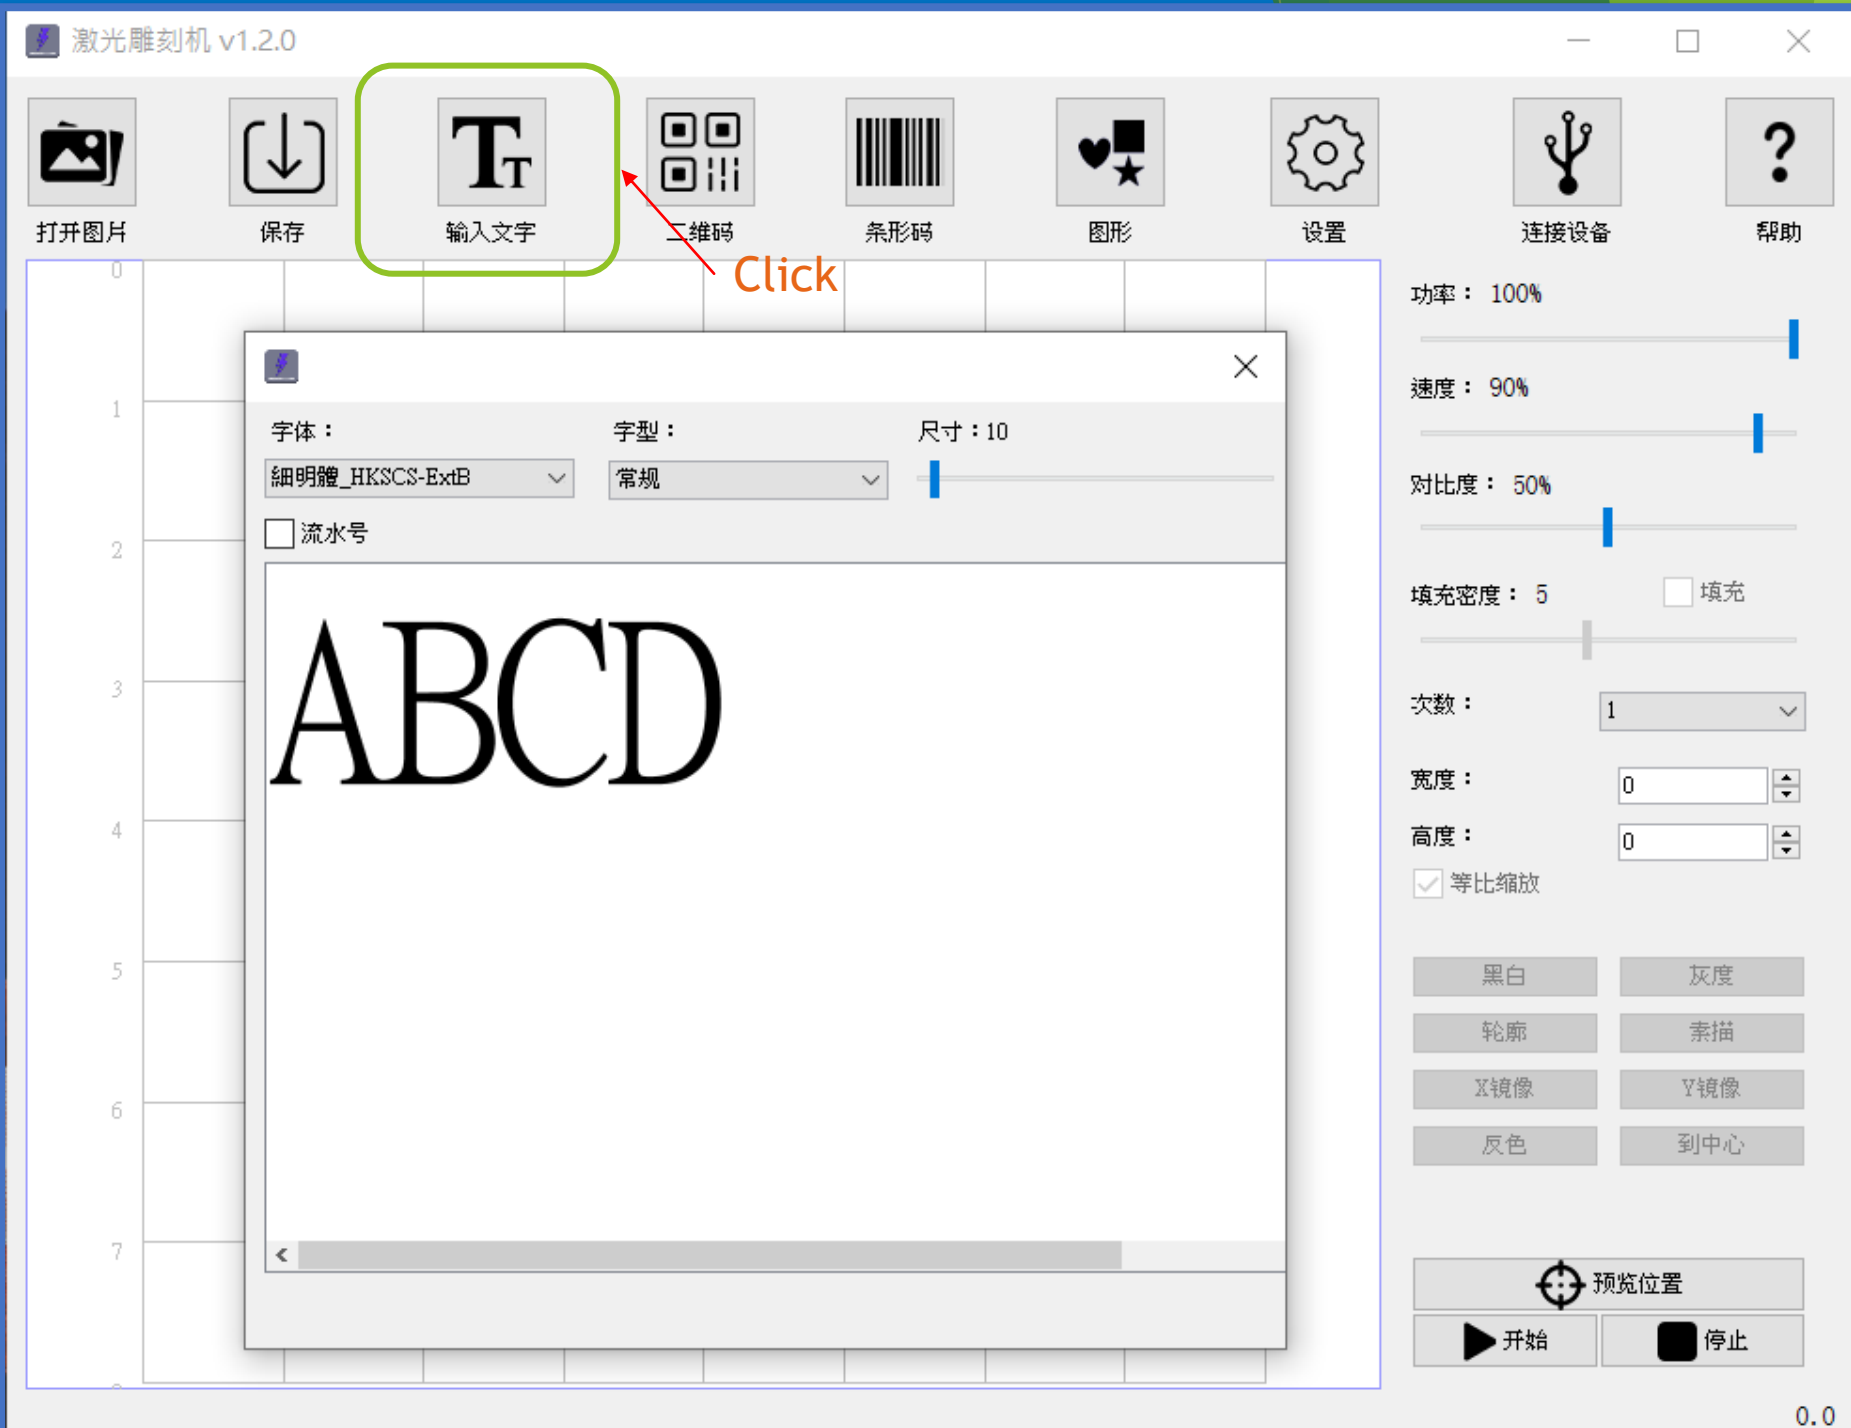 激光雕刻机 v1.2.0
打开图片
保存
输入文字
二维码
条形码
图形
设置
连接设备
帮助
Click
0
1
2
3
4
5
6
7
字体：
字型：
尺寸：10
細明體_HKSCS-ExtB
常规
流水号
ABCD
功率： 100%
速度： 90%
对比度： 50%
填充密度： 5
填充
次数：
1
宽度：
0
高度：
0
等比缩放
黑白
灰度
轮廓
素描
X镜像
Y镜像
反色
到中心
预览位置
开始
停止
0.0